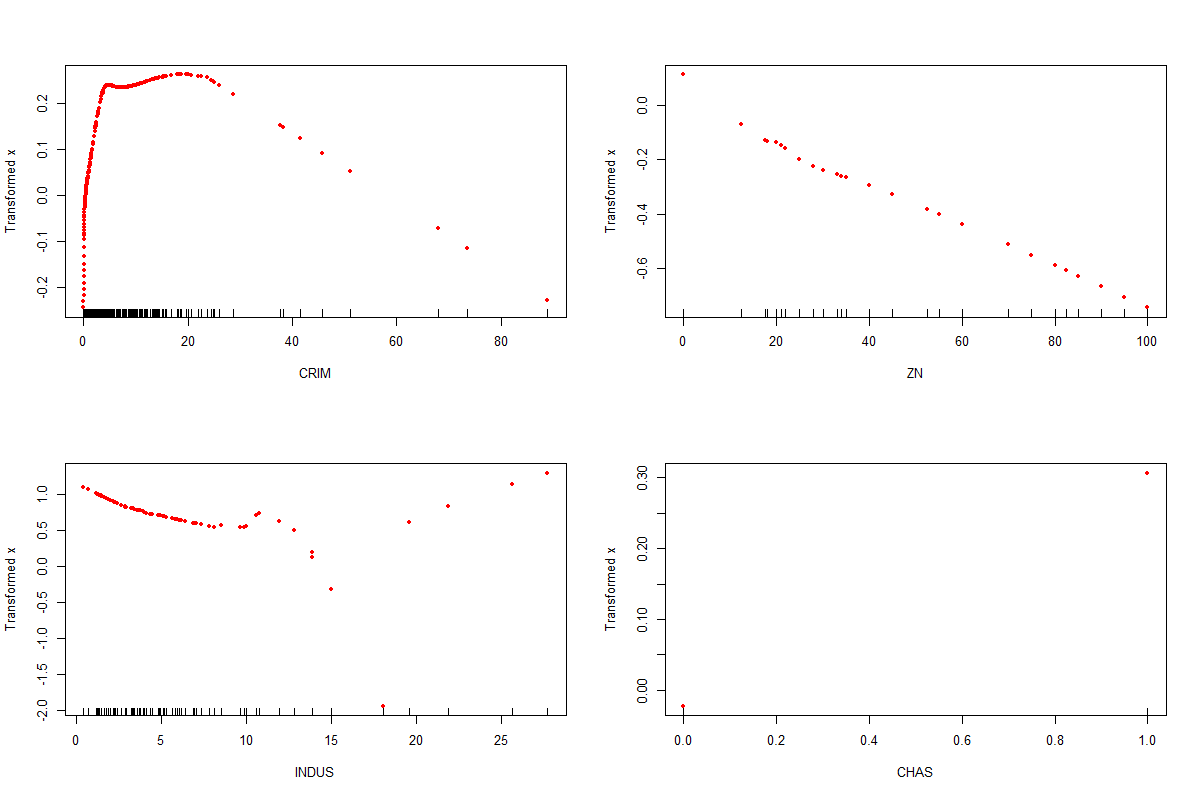 Transformed x
0.2
0.1
0.0
-0.1
-0.2
0 20 40 60 80
CRIM
Transformed x
0.0
-0.2
-0.4
-0.6
0 20 40 60 80 100
ZN
Transformed x
1.0
0.5
0.0
-0.5
-1.0
-1.5
-2.0
0 5 10 15 20 25
INDUS
Transformed x
0.30
0.20
0.10
0.00
0.0 0.2 0.4 0.6 0.8 1.0
CHAS